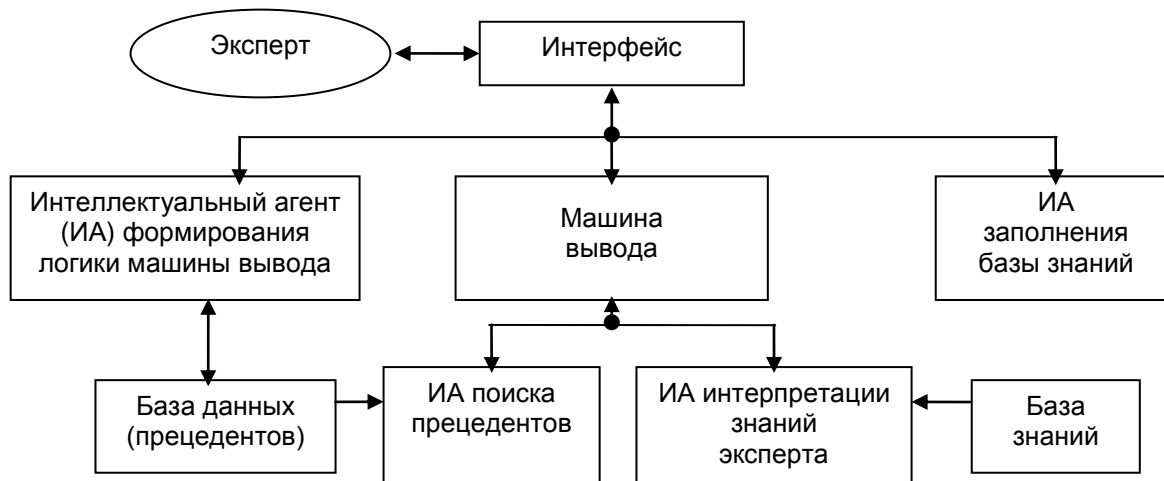 Эксперт
Интерфейс
Интеллектуальный агент
(ИА) формирования
логики машины вывода
Машина
вывода
ИА
заполнения
базы знаний
База данных
(прецедентов)
ИА поиска
прецедентов
ИА интерпретации
знаний
эксперта
База
знаний